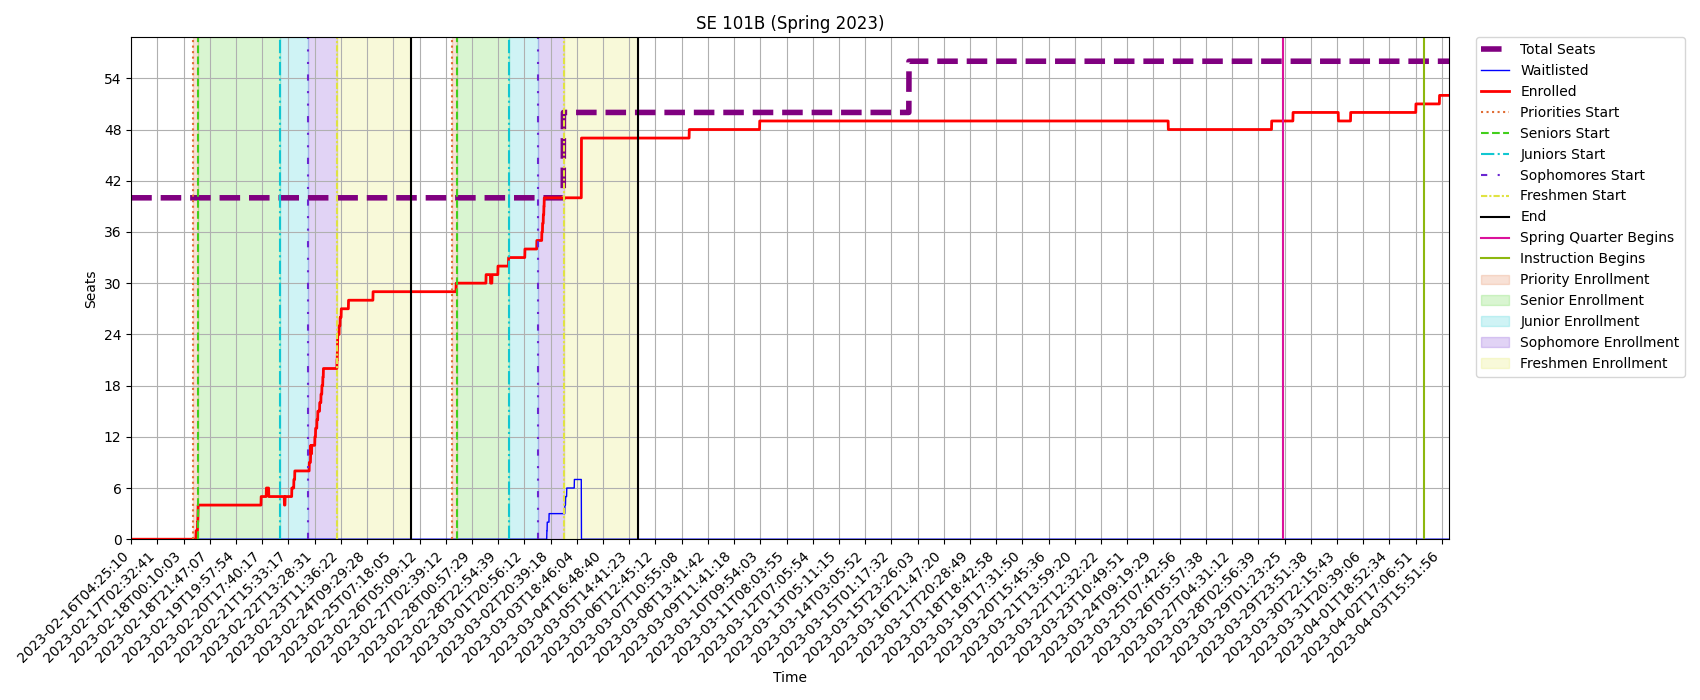 SE 101B (Spring 2023)
Seats
54
48
42
36
30
24
18
12
6
0
2023-02-16T04:25:10
2023-02-17T02:32:41
2023-02-18T00:10:03
2023-02-18T21:47:07
2023-02-19T19:57:54
2023-02-20T17:40:17
2023-02-21T15:33:17
2023-02-22T13:28:31
2023-02-23T11:36:22
2023-02-24T09:29:28
2023-02-25T07:18:05
2023-02-26T05:09:12
2023-02-27T02:39:12
2023-02-28T00:57:29
2023-02-28T22:54:39
2023-03-01T20:56:12
2023-03-02T20:39:18
2023-03-03T18:46:04
2023-03-04T16:48:40
2023-03-05T14:41:23
2023-03-06T12:45:12
2023-03-07T10:55:08
2023-03-08T13:41:42
2023-03-09T11:41:18
2023-03-10T09:54:03
2023-03-11T08:03:55
2023-03-12T07:05:54
2023-03-13T05:11:15
2023-03-14T03:05:52
2023-03-15T01:17:32
2023-03-15T23:26:03
2023-03-16T21:47:20
2023-03-17T20:28:49
2023-03-18T18:42:58
2023-03-19T17:31:50
2023-03-20T15:45:36
2023-03-21T13:59:20
2023-03-22T12:32:22
2023-03-23T10:49:51
2023-03-24T09:19:29
2023-03-25T07:42:56
2023-03-26T05:57:38
2023-03-27T04:31:12
2023-03-28T02:56:39
2023-03-29T01:23:25
2023-03-29T23:51:38
2023-03-30T22:15:43
2023-03-31T20:39:06
2023-04-01T18:52:34
2023-04-02T17:06:51
2023-04-03T15:51:56
Time
Total Seats
Waitlisted
Enrolled
Priorities Start
Seniors Start
Juniors Start
Sophomores Start
Freshmen Start
End
Spring Quarter Begins
Instruction Begins
Priority Enrollment
Senior Enrollment
Junior Enrollment
Sophomore Enrollment
Freshmen Enrollment